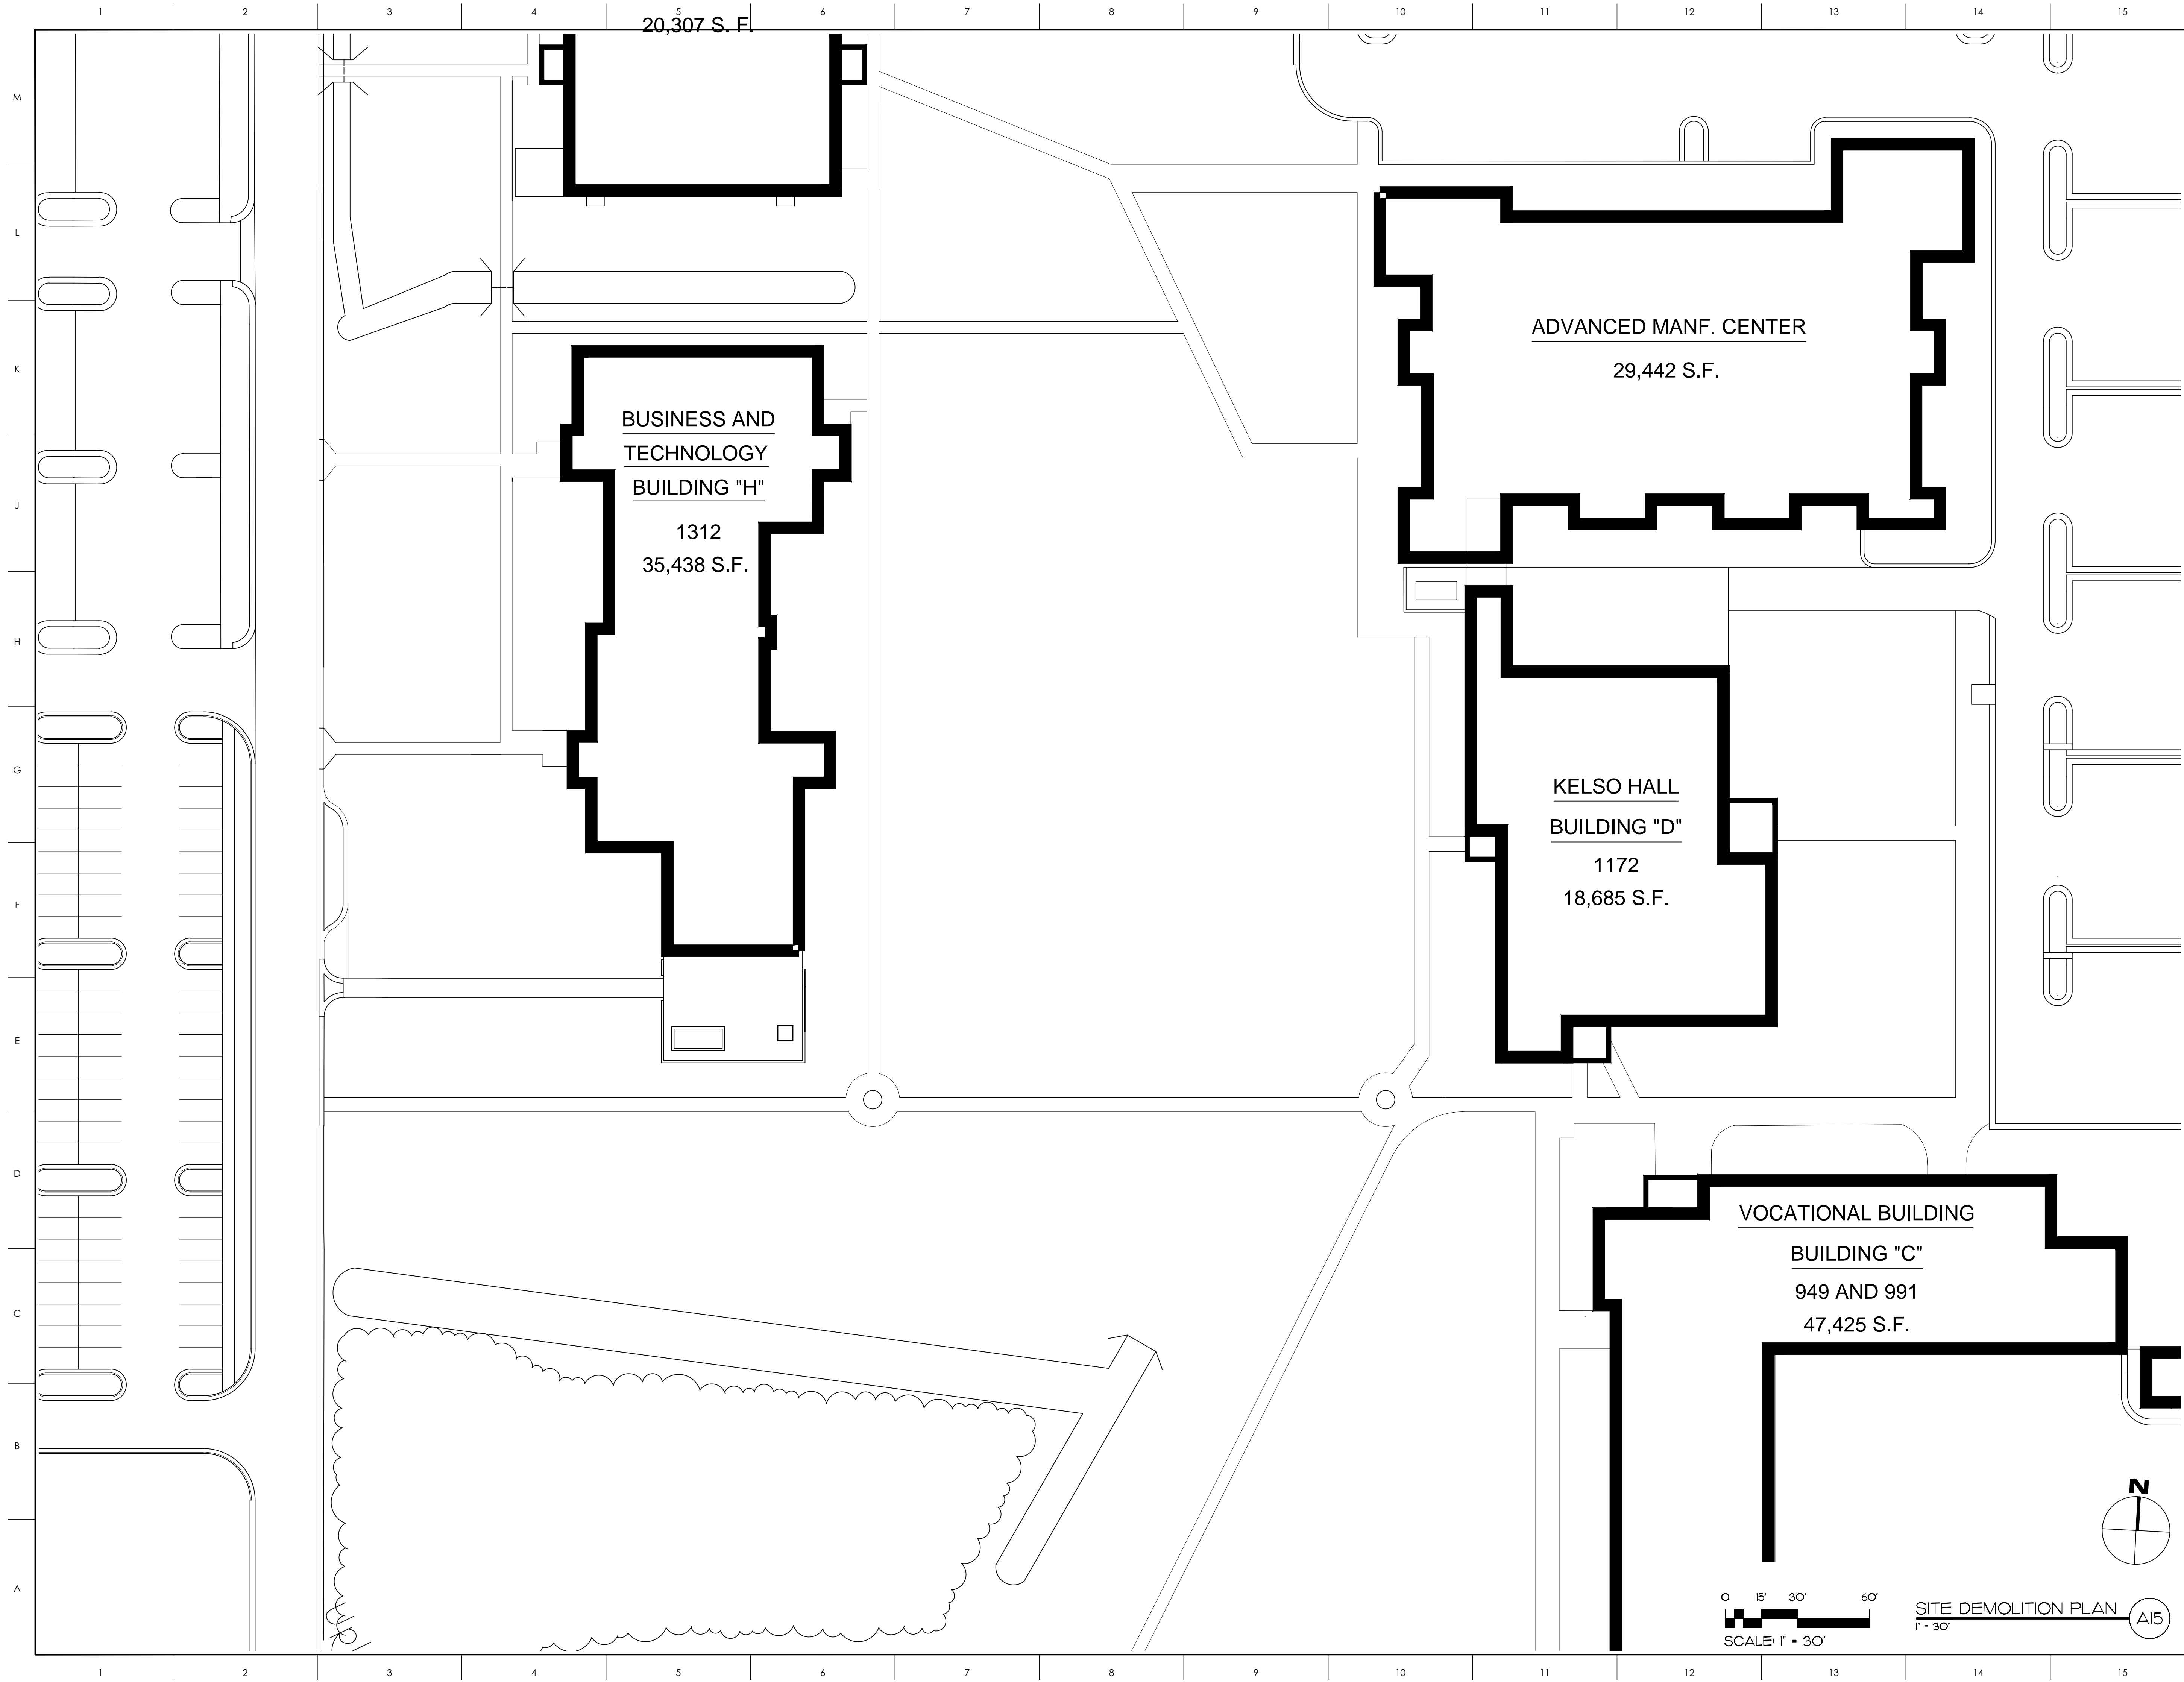 1 2 3 4 5 6 7 8 9 10 11 12 13 14 15
20,307 S. F.
M
L
K
J
H
G
F
E
D
C
B
A
ADVANCED MANF. CENTER
29,442 S.F.
BUSINESS AND
TECHNOLOGY
BUILDING "H"
1312
35,438 S.F.
KELSO HALL
BUILDING "D"
1172
18,685 S.F.
VOCATIONAL BUILDING
BUILDING "C"
949 AND 991
47,425 S.F.
N
0 15' 30' 60'
SCALE: 1" = 30'
SITE DEMOLITION PLAN
1" = 30'
A15
1 2 3 4 5 6 7 8 9 10 11 12 13 14 15